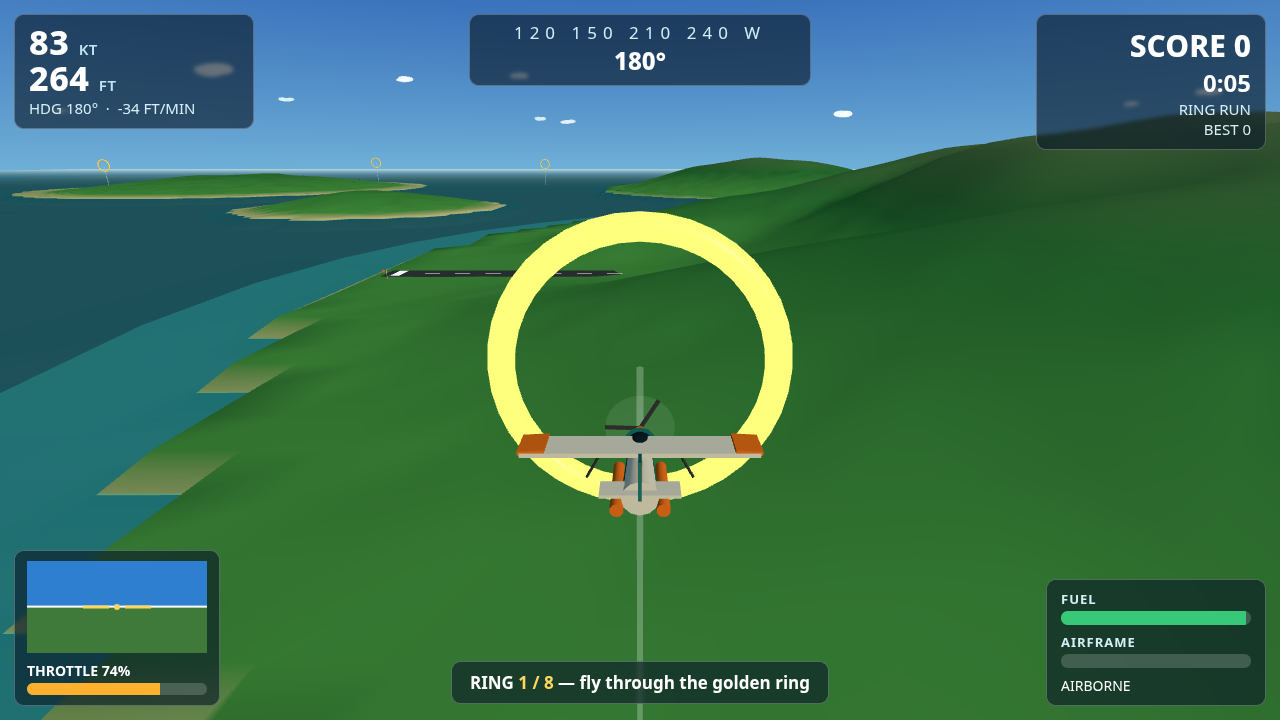 83 KT
264 FT
HDG 180° · -34 FT/MIN
120 150 210 240 W
180°
SCORE 0
0:05
RING RUN
BEST 0
THROTTLE 74%
RING 1 / 8 — fly through the golden ring
FUEL
AIRFRAME
AIRBORNE